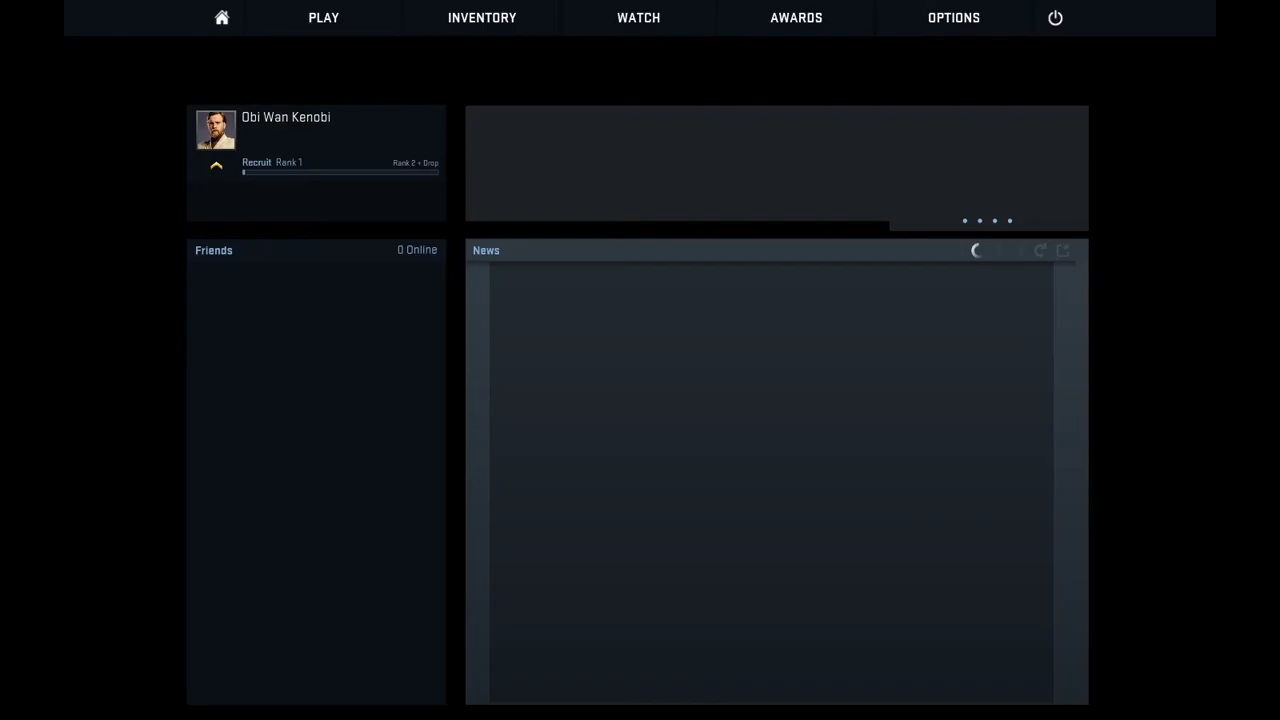 PLAY
INVENTORY
WATCH
AWARDS
OPTIONS
Obi Wan Kenobi
Recruit Rank 1
Rank 2 + Drop
Friends
0 Online
News